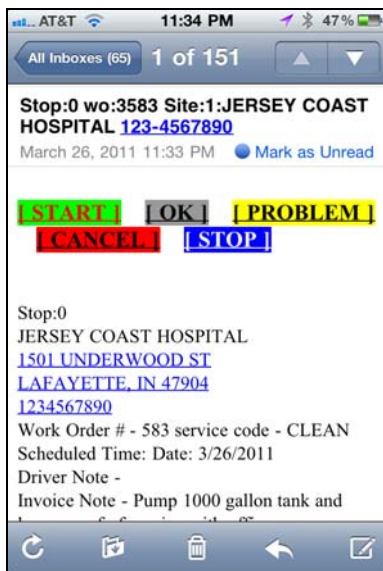 AT&T 11:34 PM 47%
All Inboxes (65) 1 of 151
Stop:0 wo:3583 Site:1:JERSEY COAST
HOSPITAL 123-4567890
March 26, 2011 11:33 PM Mark as Unread
[ START ] [ OK ] [ PROBLEM ]
[ CANCEL ] [ STOP ]
Stop:0
JERSEY COAST HOSPITAL
1501 UNDERWOOD ST
LAFAYETTE, IN 47904
1234567890
Work Order # - 583 service code - CLEAN
Scheduled Time: Date: 3/26/2011
Driver Note -
Invoice Note - Pump 1000 gallon tank and